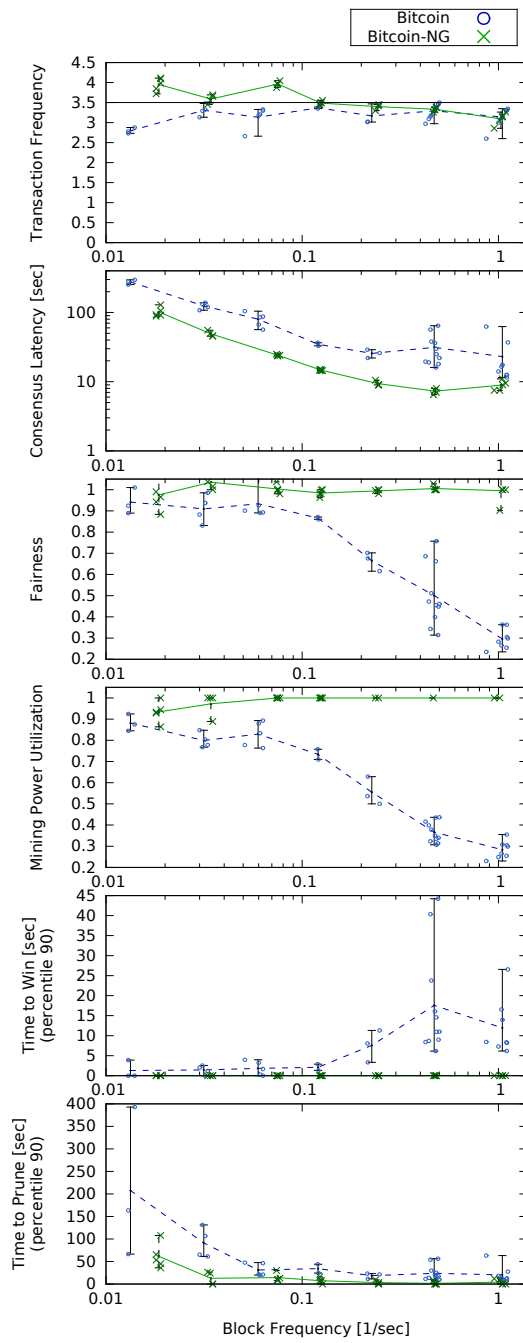 Bitcoin
Bitcoin-NG
Transaction Frequency
4.5
4
3.5
3
2.5
2
1.5
1
0.5
0
0.01 0.1 1
Consensus Latency [sec]
100
10
1
0.01 0.1 1
Fairness
1
0.9
0.8
0.7
0.6
0.5
0.4
0.3
0.2
0.01 0.1 1
Mining Power Utilization
1
0.9
0.8
0.7
0.6
0.5
0.4
0.3
0.2
0.01 0.1 1
Time to Win [sec]
(percentile 90)
45
40
35
30
25
20
15
10
5
0
0.01 0.1 1
Time to Prune [sec]
(percentile 90)
400
350
300
250
200
150
100
50
0
0.01 0.1 1
Block Frequency [1/sec]